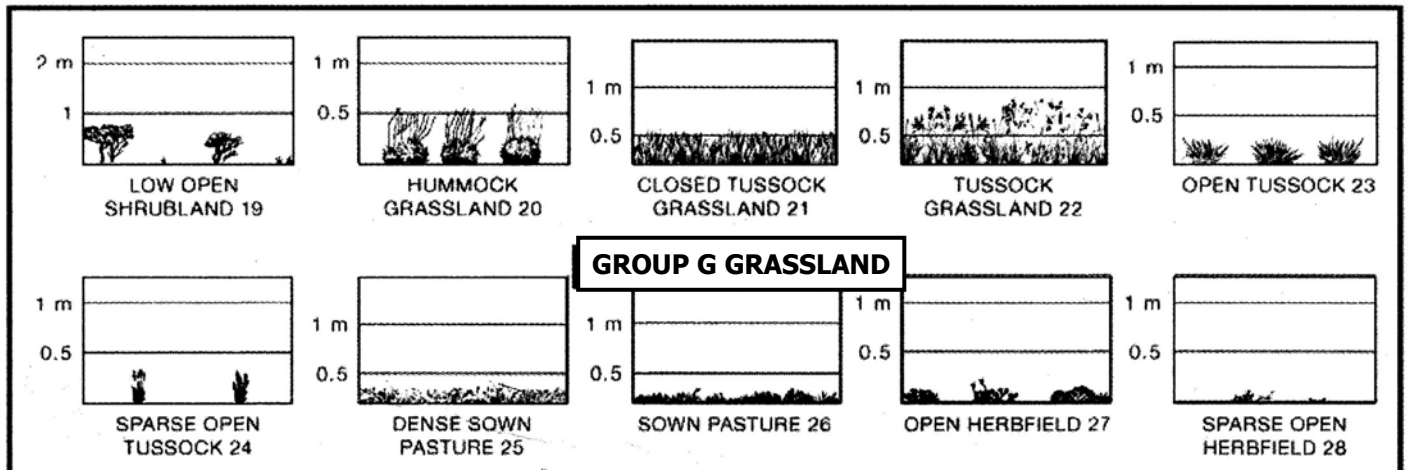 2 m
1
LOW OPEN
SHRUBLAND 19
1 m
0.5
HUMMOCK
GRASSLAND 20
1 m
0.5
CLOSED TUSSOCK
GRASSLAND 21
1 m
0.5
TUSSOCK
GRASSLAND 22
1 m
0.5
OPEN TUSSOCK 23
GROUP G GRASSLAND
1 m
0.5
SPARSE OPEN
TUSSOCK 24
1 m
0.5
DENSE SOWN
PASTURE 25
1 m
0.5
SOWN PASTURE 26
1 m
0.5
OPEN HERBFIELD 27
1 m
0.5
SPARSE OPEN
HERBFIELD 28